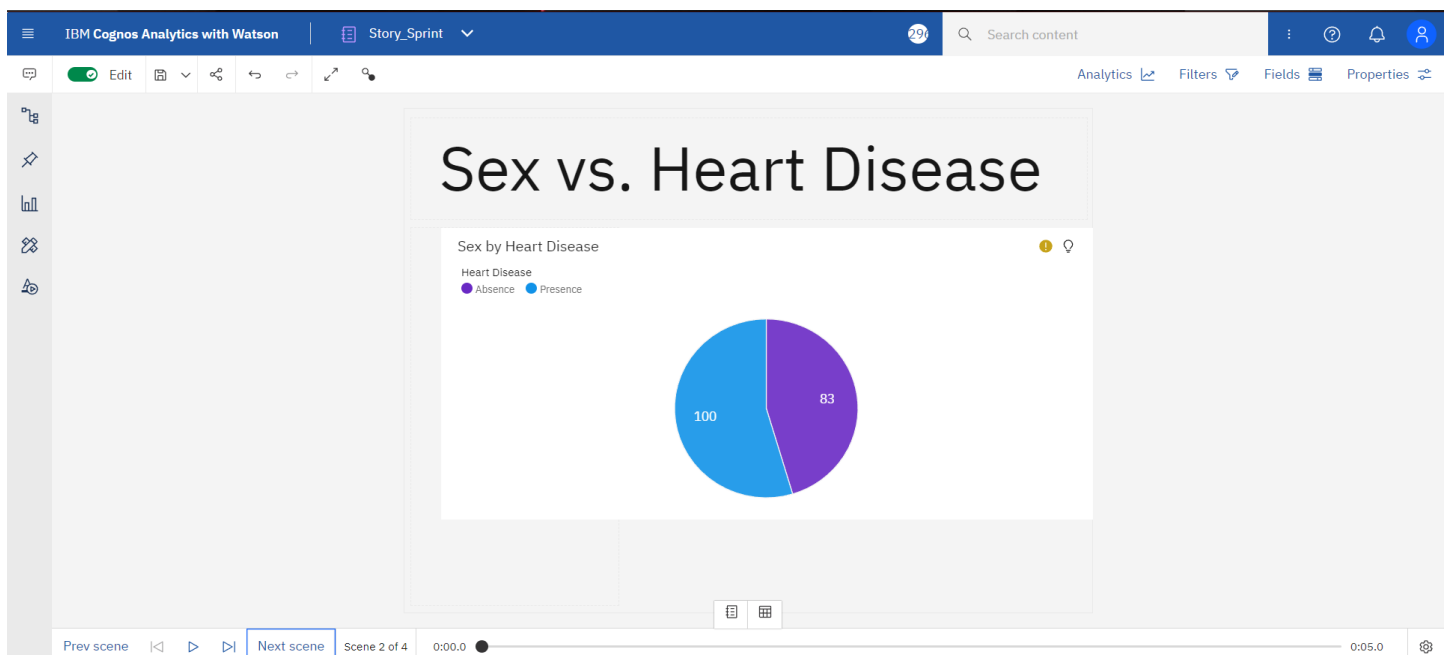 IBM Cognos Analytics with Watson
Story_Sprint
296
Search content
Edit
Analytics
Filters
Fields
Properties
Sex vs. Heart Disease
Sex by Heart Disease
Heart Disease
Absence Presence
83
100
Prev scene
Next scene
Scene 2 of 4
0:00.0
0:05.0